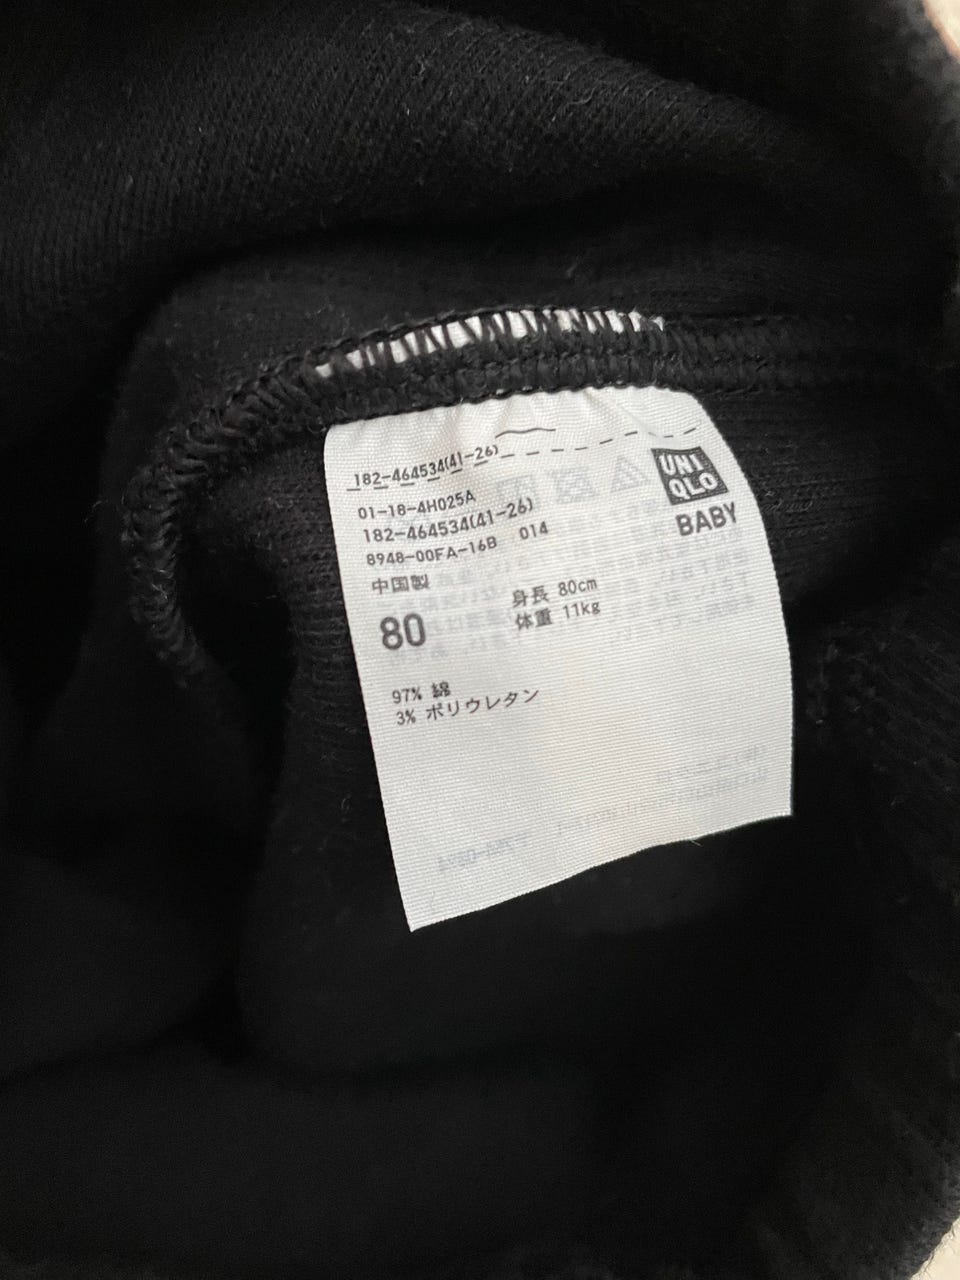 182-464534(41-26)
UNI
QLO
BABY
01-18-4H025A
182-464534(41-26)
8948-00FA-16B 014
中国製
80
身長 80cm
体重 11kg
97% 綿
3% ポリウレタン